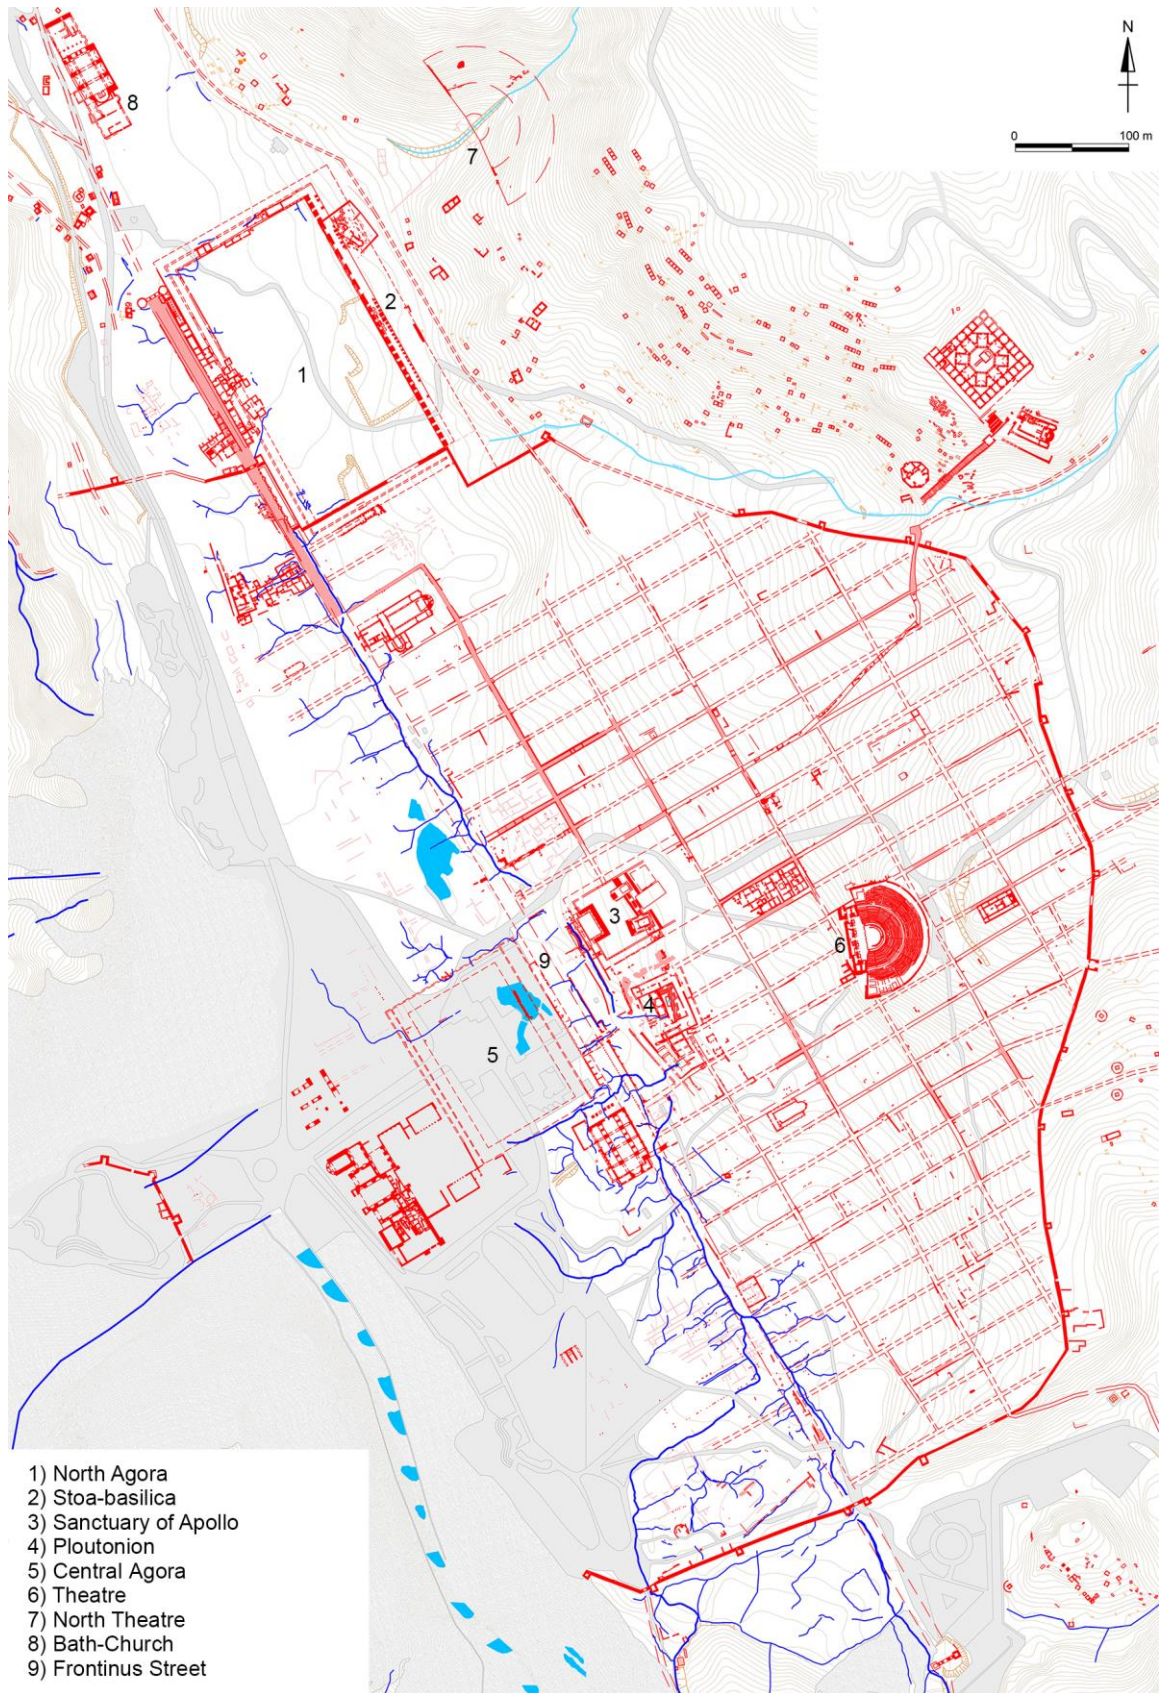 N
0 100 m
8
7
2
1
3
6
9
4
5
1) North Agora
2) Stoa-basilica
3) Sanctuary of Apollo
4) Ploutonion
5) Central Agora
6) Theatre
7) North Theatre
8) Bath-Church
9) Frontinus Street